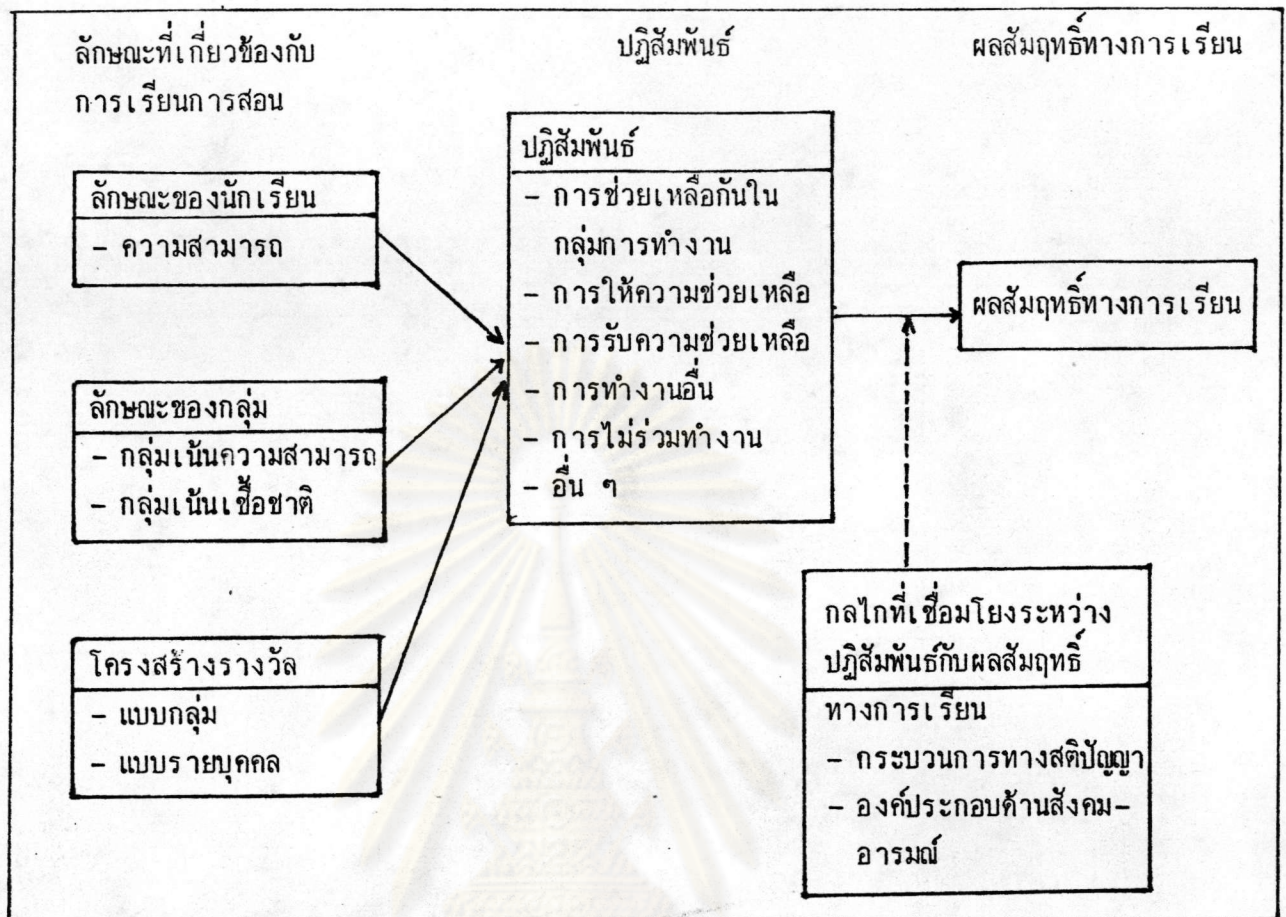 ลักษณะที่เกี่ยวข้องกับ
การเรียนการสอน
ปฏิสัมพันธ์
ผลสัมฤทธิ์ทางการเรียน
ลักษณะของนักเรียน
- ความสามารถ
ลักษณะของกลุ่ม
- กลุ่มเน้นความสามารถ
- กลุ่มเน้นเชื้อชาติ
โครงสร้างรางวัล
- แบบกลุ่ม
- แบบรายบุคคล
ปฏิสัมพันธ์
- การช่วยเหลือกันใน
กลุ่มการทำงาน
- การให้ความช่วยเหลือ
- การรับความช่วยเหลือ
- การทำงานอื่น
- การไม่ร่วมทำงาน
- อื่น ๆ
ผลสัมฤทธิ์ทางการเรียน
กลไกที่เชื่อมโยงระหว่าง
ปฏิสัมพันธ์กับผลสัมฤทธิ์
ทางการเรียน
- กระบวนการทางสติปัญญา
- องค์ประกอบด้านสังคม-
อารมณ์